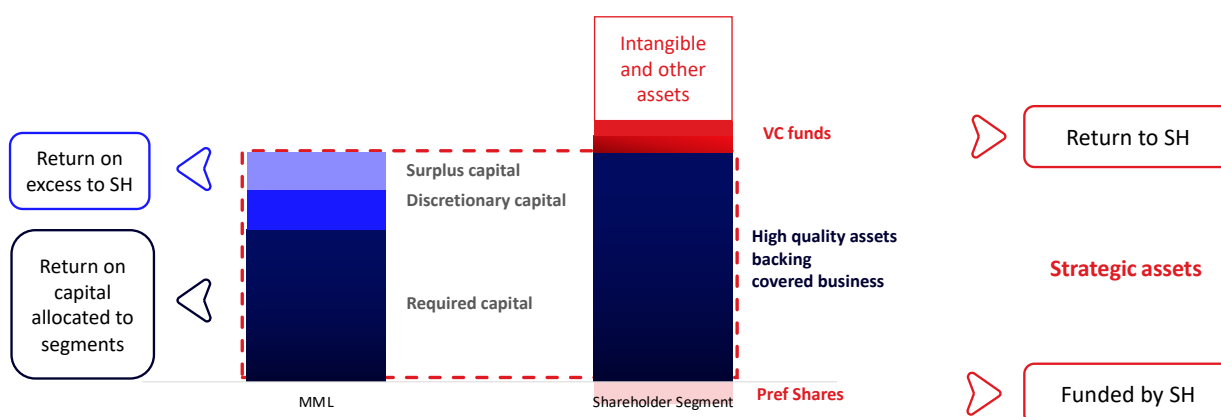 Intangible
and other
assets
VC funds
Return to SH
Return on
excess to SH
Surplus capital
Discretionary capital
High quality assets
backing
covered business
Strategic assets
Return on
capital
allocated to
segments
Required capital
Pref Shares
Funded by SH
MML
Shareholder Segment